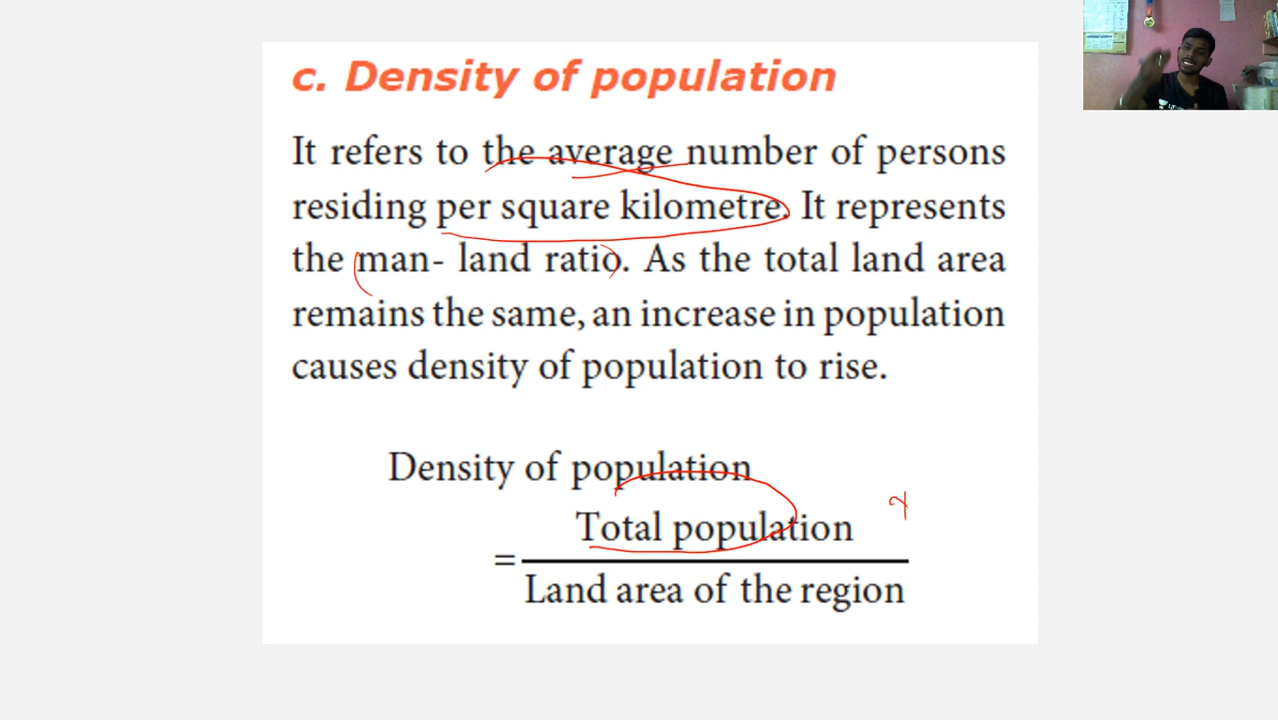 c. Density of population
It refers to the average number of persons
residing per square kilometre. It represents
the man- land ratio. As the total land area
remains the same, an increase in population
causes density of population to rise.
Density of population
Total population
=
Land area of the region